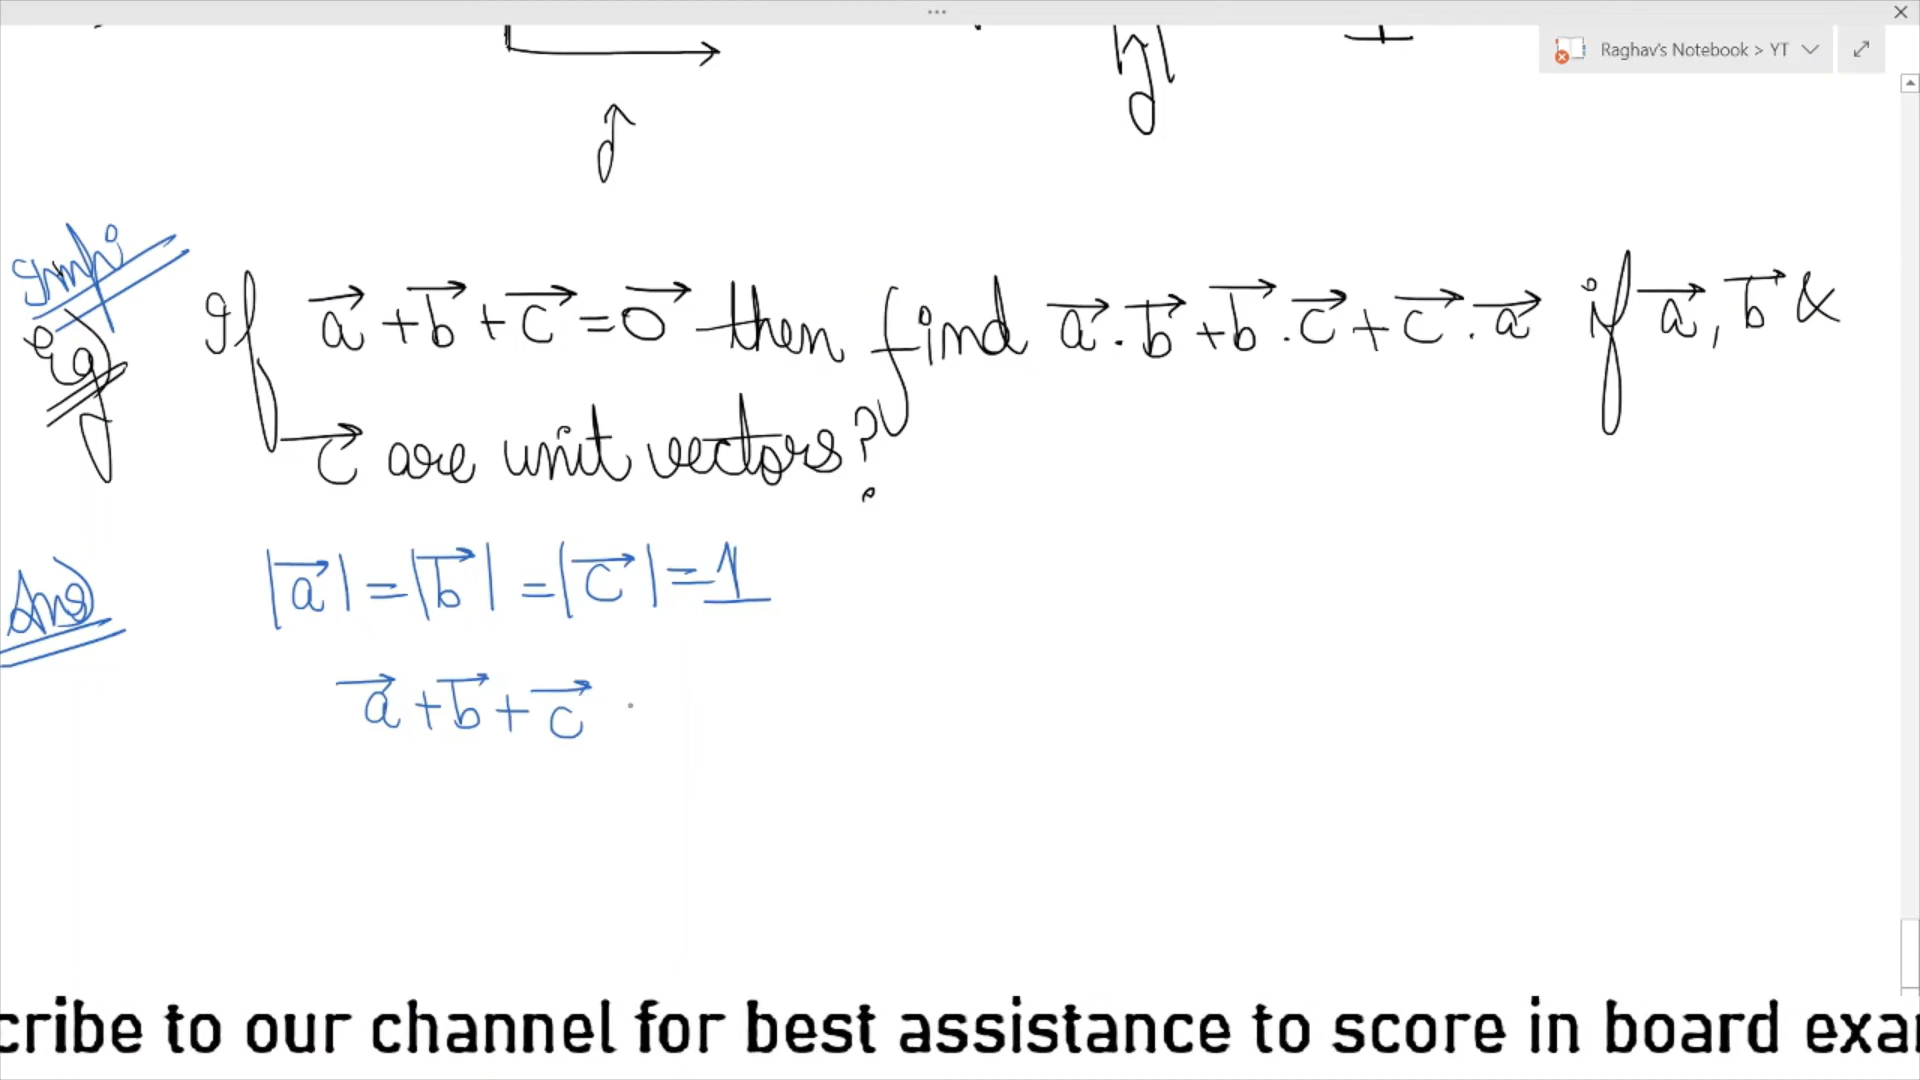 Raghav's Notebook > YT
Imp:
Eg) If a⃗ + b⃗ + c⃗ = 0⃗ then find a⃗ . b⃗ + b⃗ . c⃗ + c⃗ . a⃗ if a⃗, b⃗ &
c⃗ are unit vectors?
Ans) |a⃗| = |b⃗| = |c⃗| = 1
a⃗ + b⃗ + c⃗
cribe to our channel for best assistance to score in board exa